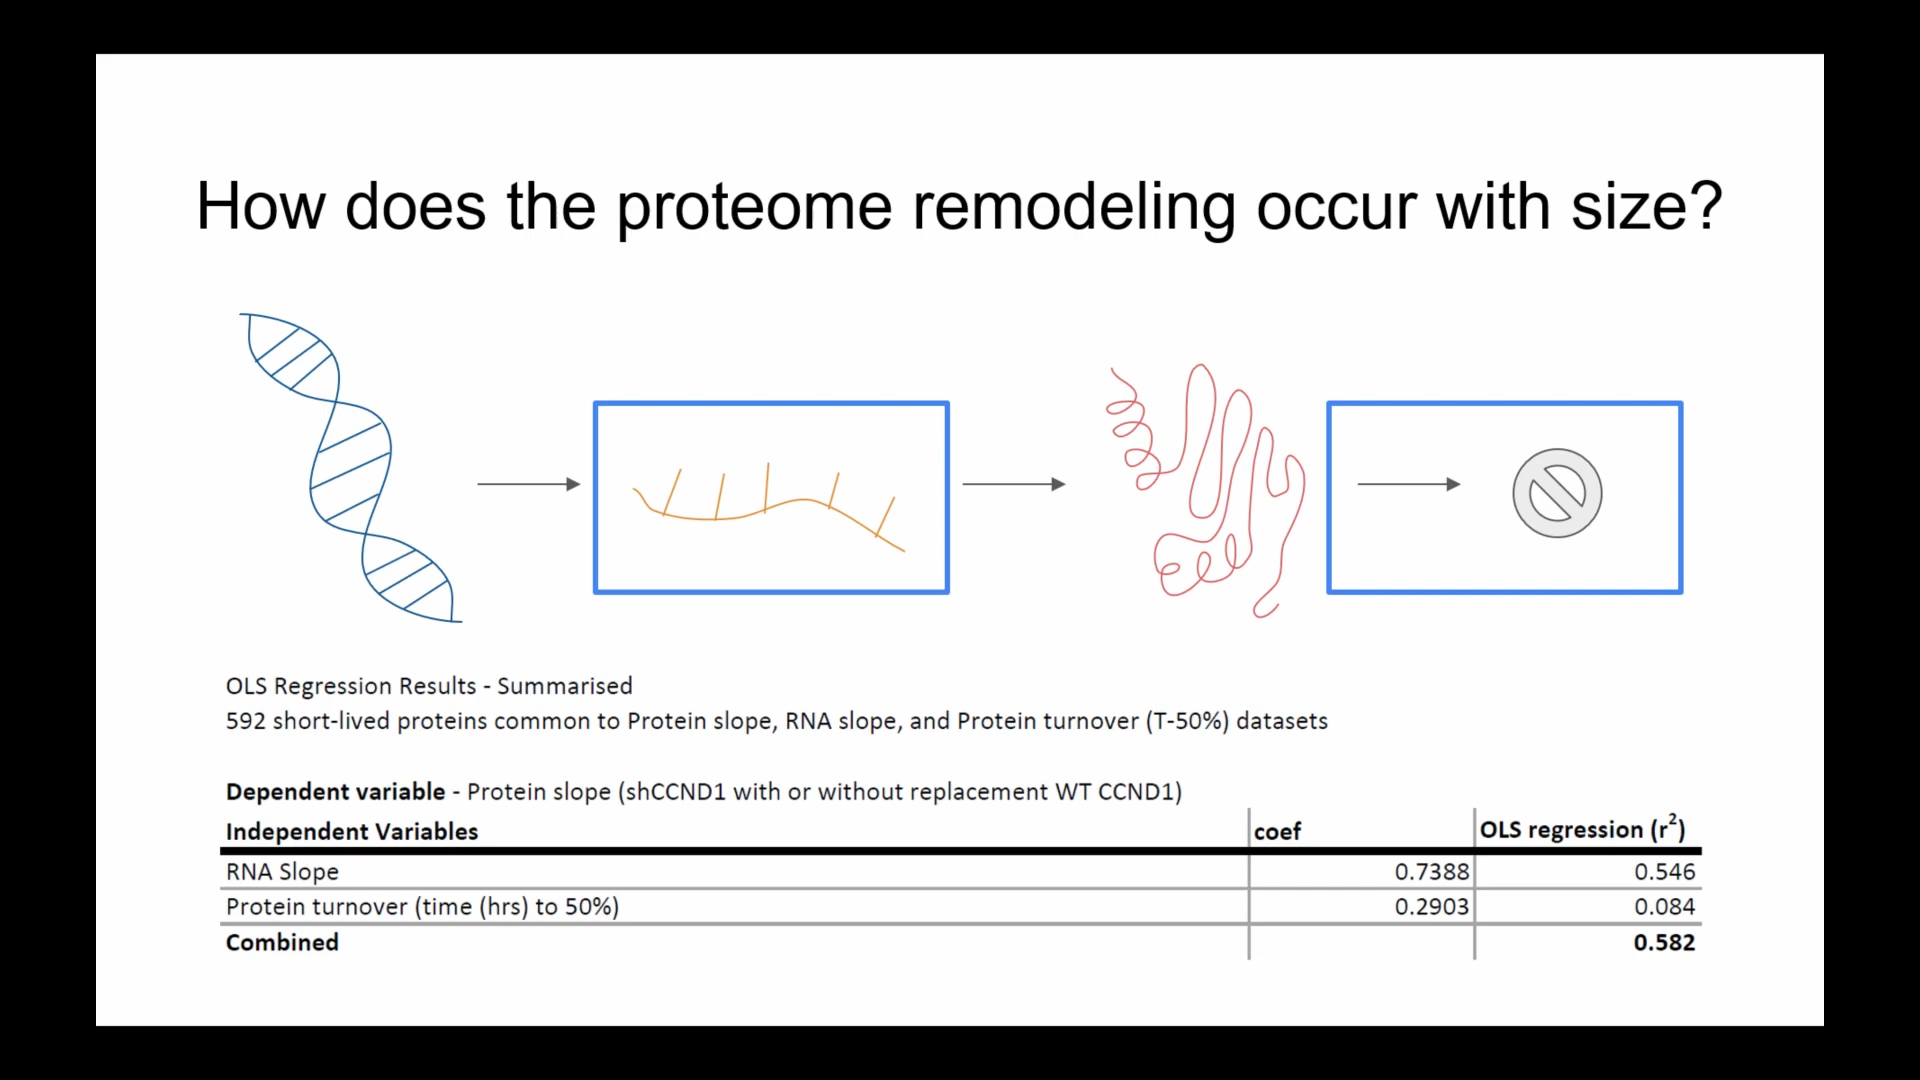 How does the proteome remodeling occur with size?
OLS Regression Results - Summarised
592 short-lived proteins common to Protein slope, RNA slope, and Protein turnover (T-50%) datasets
Dependent variable - Protein slope (shCCND1 with or without replacement WT CCND1)
Independent Variables coef OLS regression (r²)
RNA Slope 0.7388 0.546
Protein turnover (time (hrs) to 50%) 0.2903 0.084
Combined 0.582